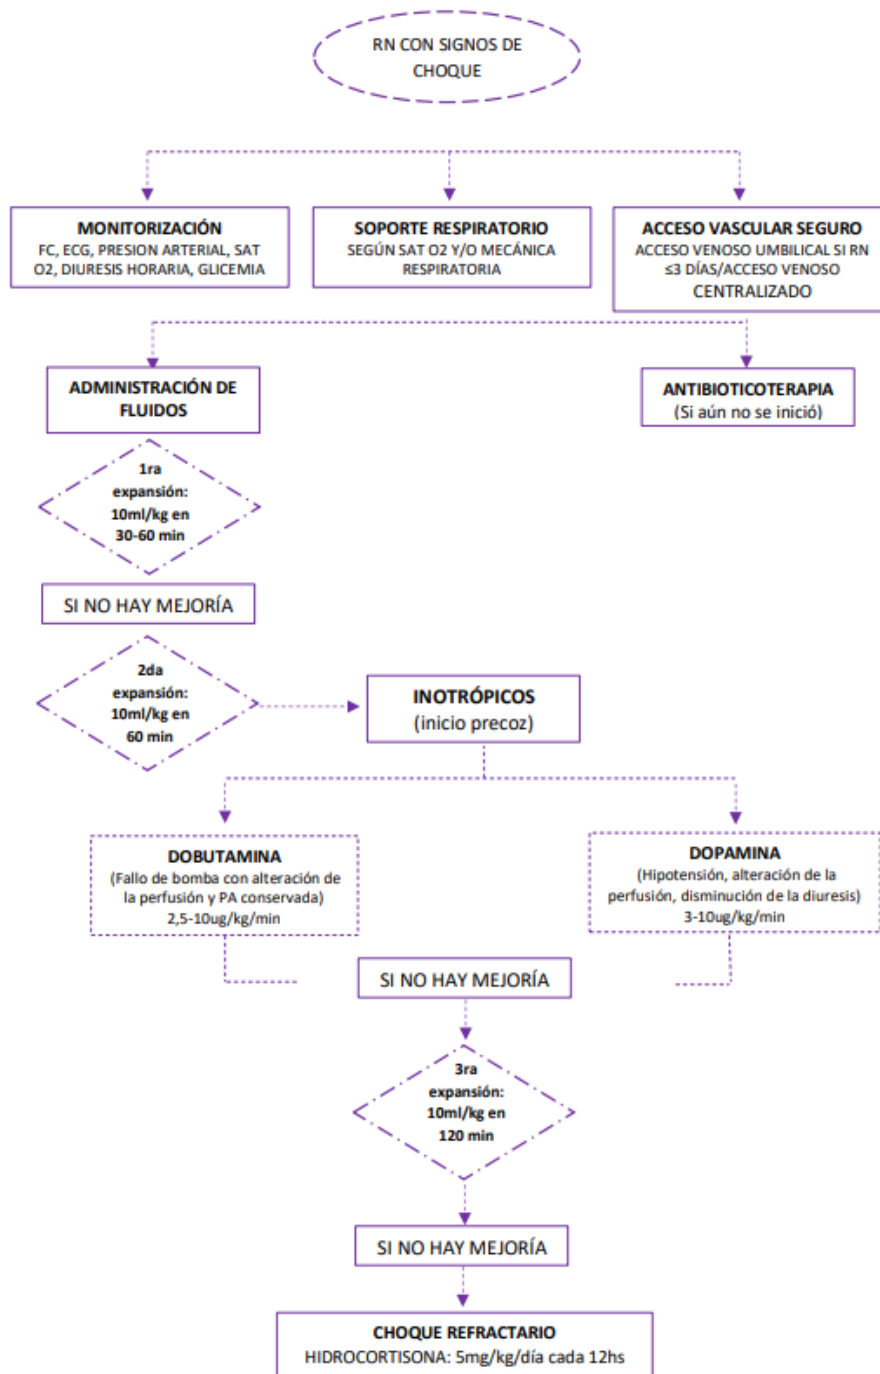 RN CON SIGNOS DE
CHOQUE
MONITORIZACIÓN
FC, ECG, PRESION ARTERIAL, SAT
O2, DIURESIS HORARIA, GLICEMIA
SOPORTE RESPIRATORIO
SEGÚN SAT O2 Y/O MECÁNICA
RESPIRATORIA
ACCESO VASCULAR SEGURO
ACCESO VENOSO UMBILICAL SI RN
≤3 DÍAS/ACCESO VENOSO
CENTRALIZADO
ADMINISTRACIÓN DE
FLUIDOS
ANTIBIOTICOTERAPIA
(Si aún no se inició)
1ra
expansión:
10ml/kg en
30-60 min
SI NO HAY MEJORÍA
2da
expansión:
10ml/kg en
60 min
INOTRÓPICOS
(inicio precoz)
DOBUTAMINA
(Fallo de bomba con alteración de
la perfusión y PA conservada)
2,5-10ug/kg/min
DOPAMINA
(Hipotensión, alteración de la
perfusión, disminución de la diuresis)
3-10ug/kg/min
SI NO HAY MEJORÍA
3ra
expansión:
10ml/kg en
120 min
SI NO HAY MEJORÍA
CHOQUE REFRACTARIO
HIDROCORTISONA: 5mg/kg/día cada 12hs